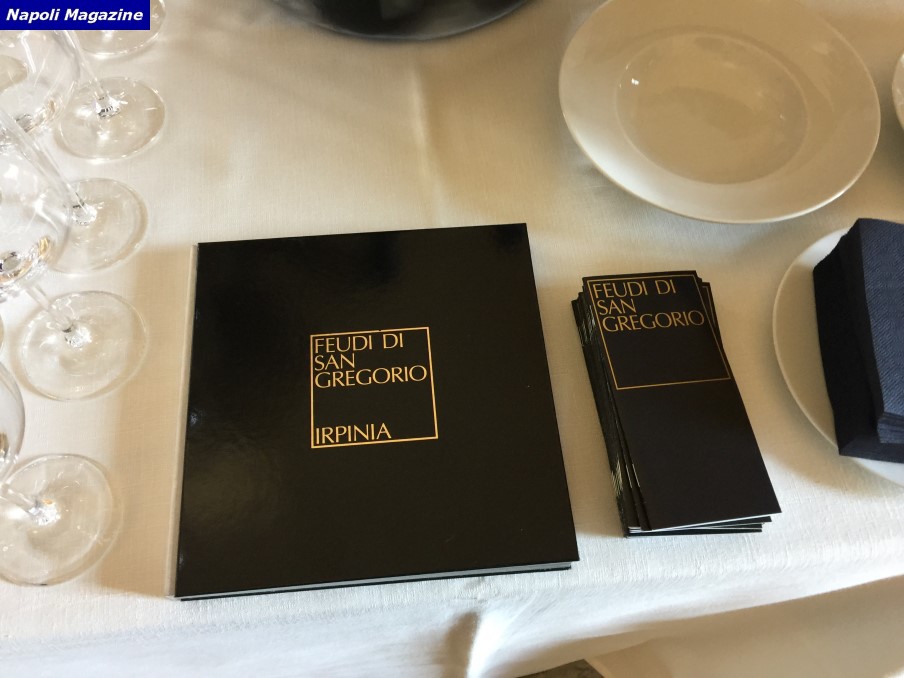 Napoli Magazine
FEUDI DI
SAN
GREGORIO
IRPINIA
FEUDI DI
SAN
GREGORIO